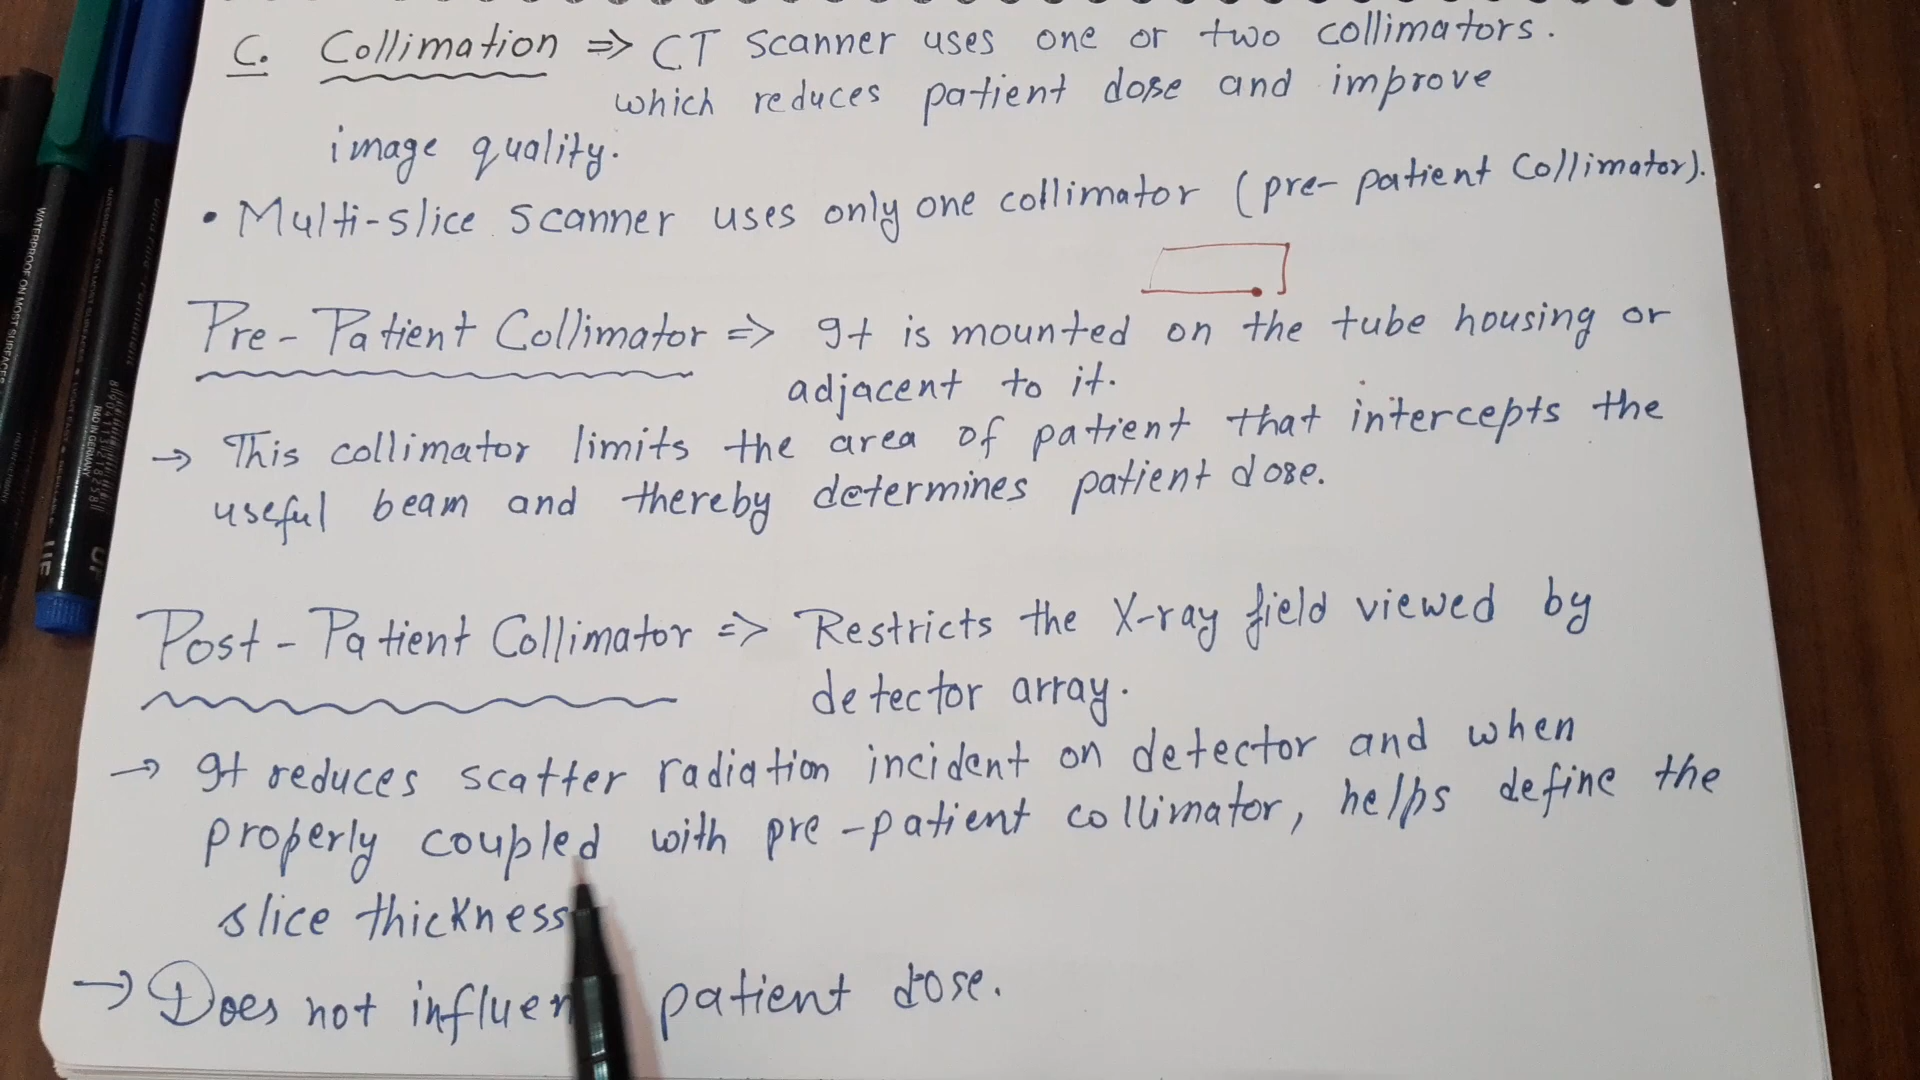 C. Collimation => CT scanner uses one or two collimators.
which reduces patient dose and improve
image quality.
• Multi-slice scanner uses only one collimator (pre-patient Collimator).
Pre-Patient Collimator => It is mounted on the tube housing or
adjacent to it.
→ This collimator limits the area of patient that intercepts the
useful beam and thereby determines patient dose.
Post-Patient Collimator => Restricts the X-ray field viewed by
detector array.
→ It reduces scatter radiation incident on detector and when
properly coupled with pre-patient collimator, helps define the
slice thickness
→ Does not influen patient dose.
WATERPROOF ON MOST SURFACES